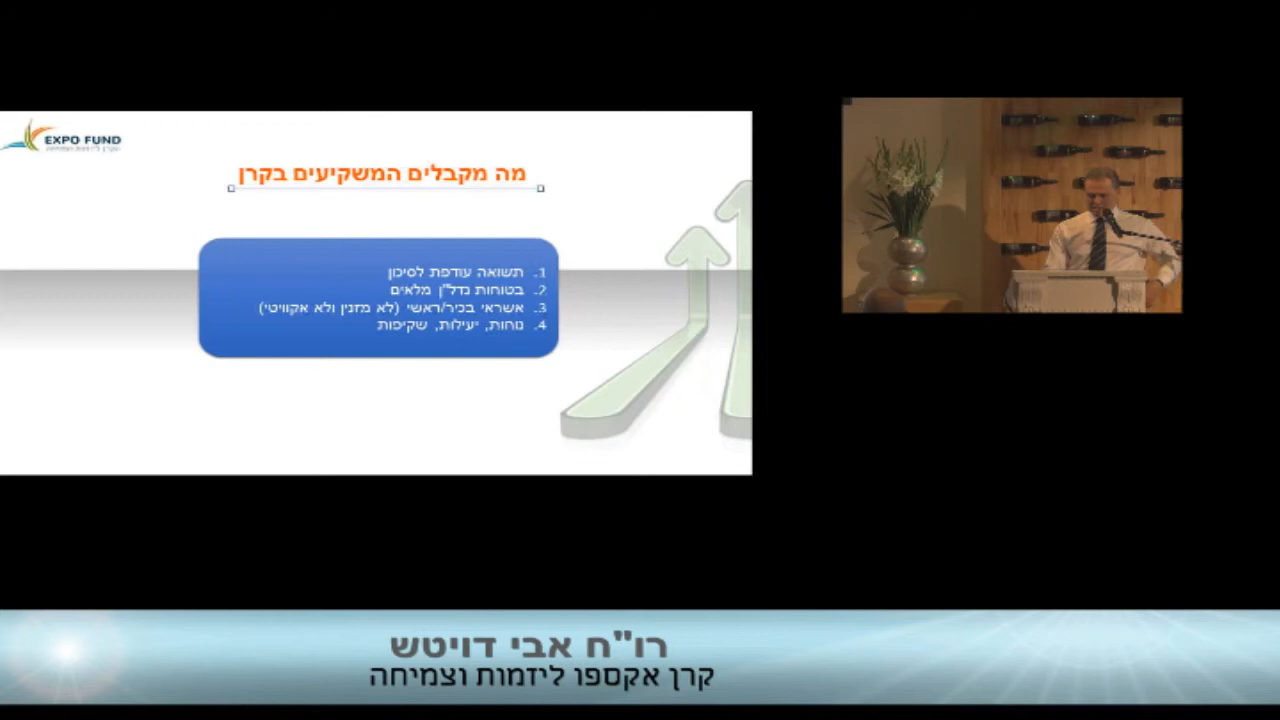 EXPO FUND
מה מקבלים המשקיעים בקרן
1. תשואה עודפת לסיכון
2. בטוחות נדל"ן מלאים
3. אשראי בכיר/ראשי (לא מזנין ולא אקוויטי)
4. נוחות, יעילות, שקיפות
רו"ח אבי דויטש
קרן אקספו ליזמות וצמיחה